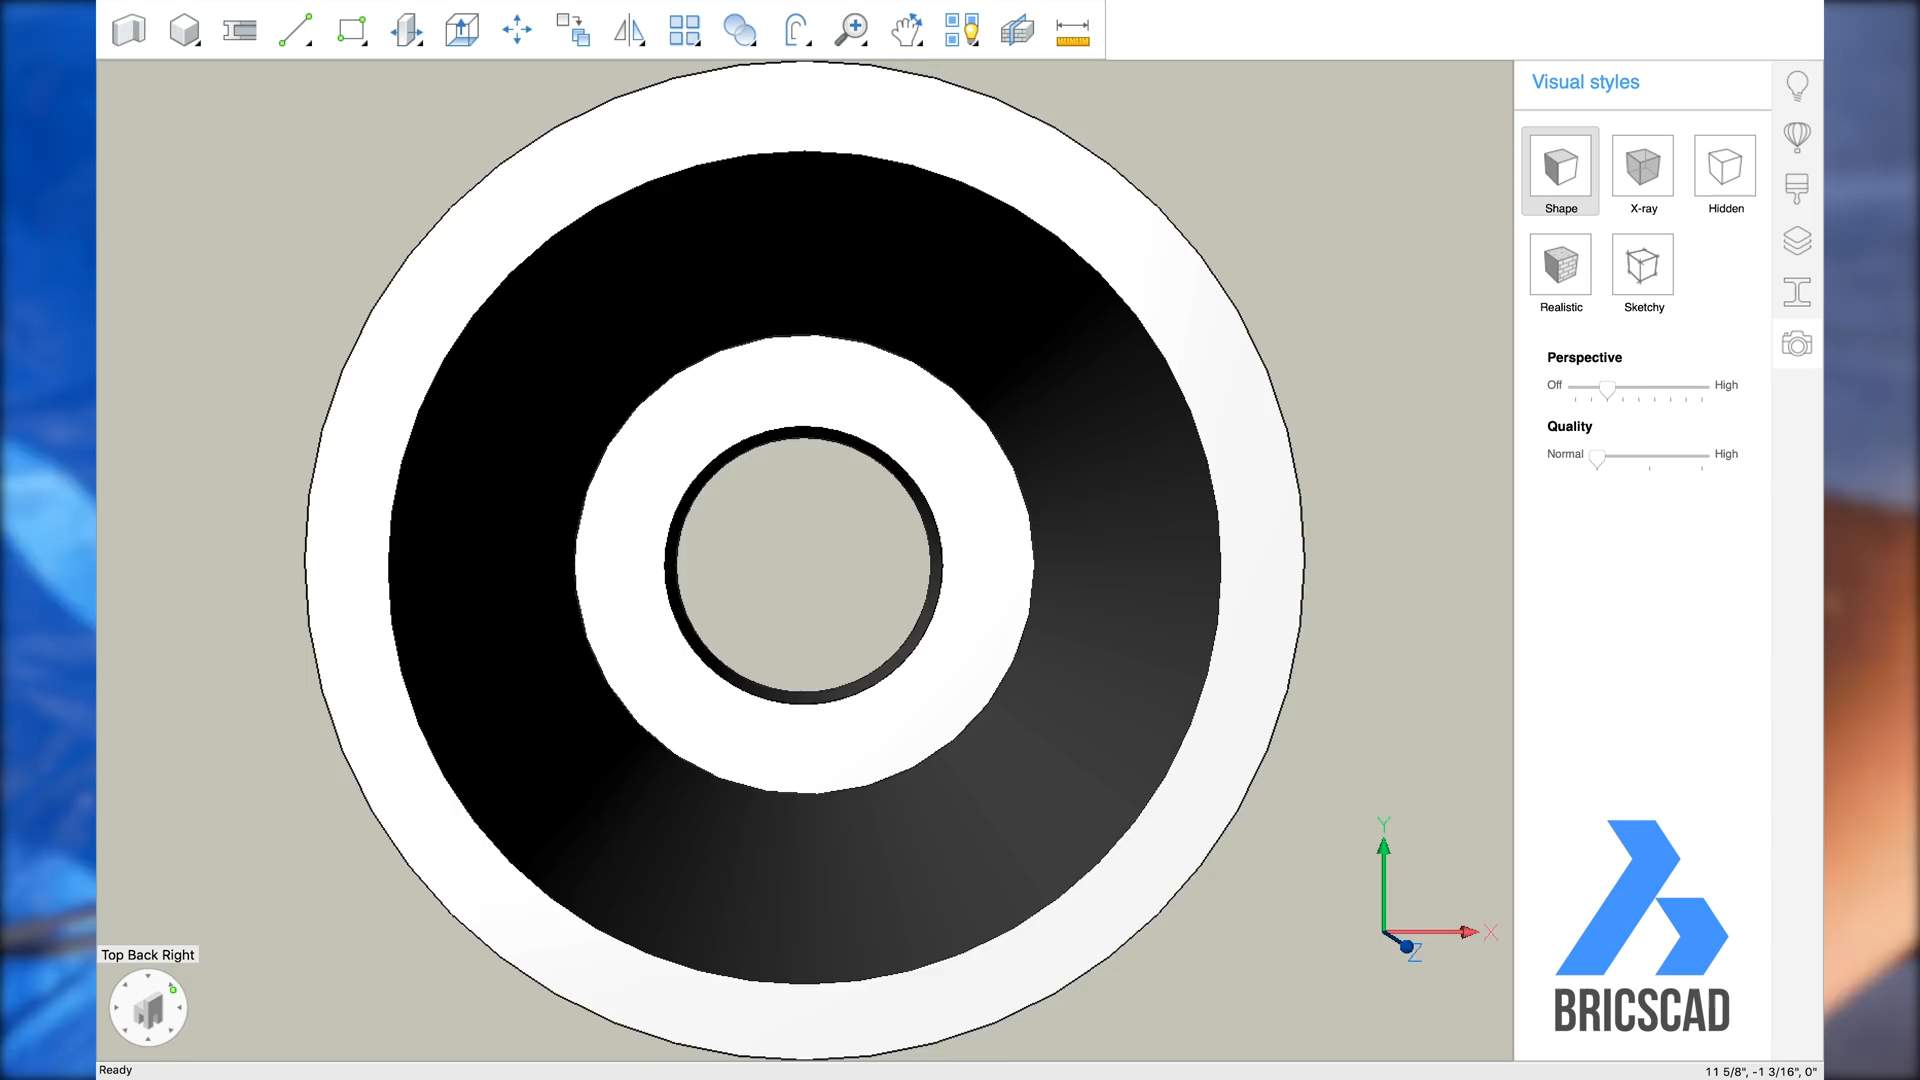 Visual styles
Shape
X-ray
Hidden
Realistic
Sketchy
Perspective
Off
High
Quality
Normal
High
Y
X
Z
BRICSCAD
Top Back Right
Ready
11 5/8", -1 3/16", 0"